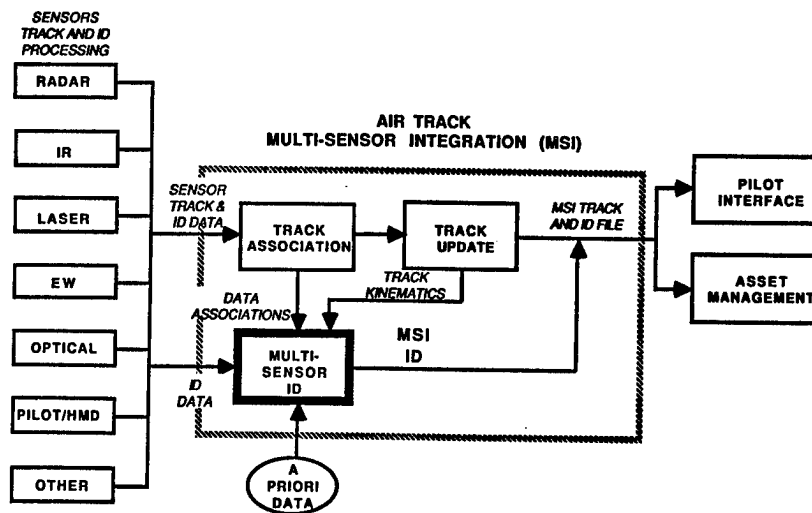 SENSORS
TRACK AND ID
PROCESSING
RADAR
IR
LASER
EW
OPTICAL
PILOT/HMD
OTHER
AIR TRACK
MULTI-SENSOR INTEGRATION (MSI)
SENSOR
TRACK &
ID DATA
TRACK
ASSOCIATION
TRACK
UPDATE
MSI TRACK
AND ID FILE
PILOT
INTERFACE
ASSET
MANAGEMENT
DATA
ASSOCIATIONS
TRACK
KINEMATICS
MULTI-
SENSOR
ID
MSI
ID
ID
DATA
A
PRIORI
DATA